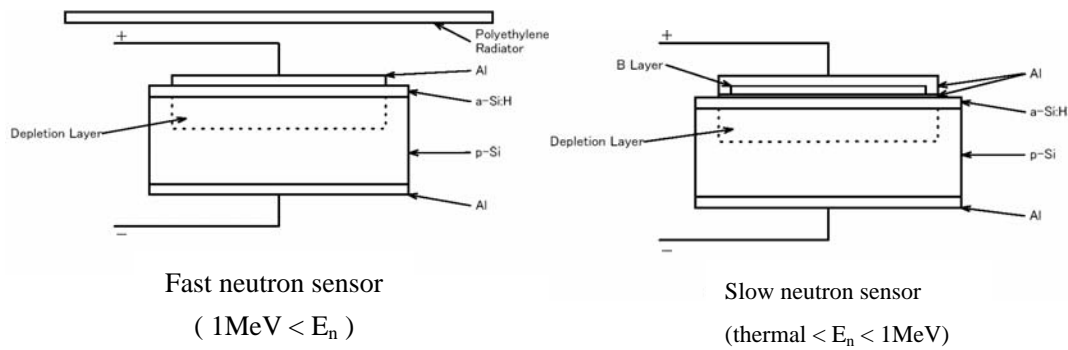 +
Polyethylene
Radiator
Al
a-Si:H
Depletion Layer
p-Si
Al
−
Fast neutron sensor
( 1MeV < Eₙ )
+
B Layer
Al
a-Si:H
Depletion Layer
p-Si
Al
−
Slow neutron sensor
(thermal < Eₙ < 1MeV)